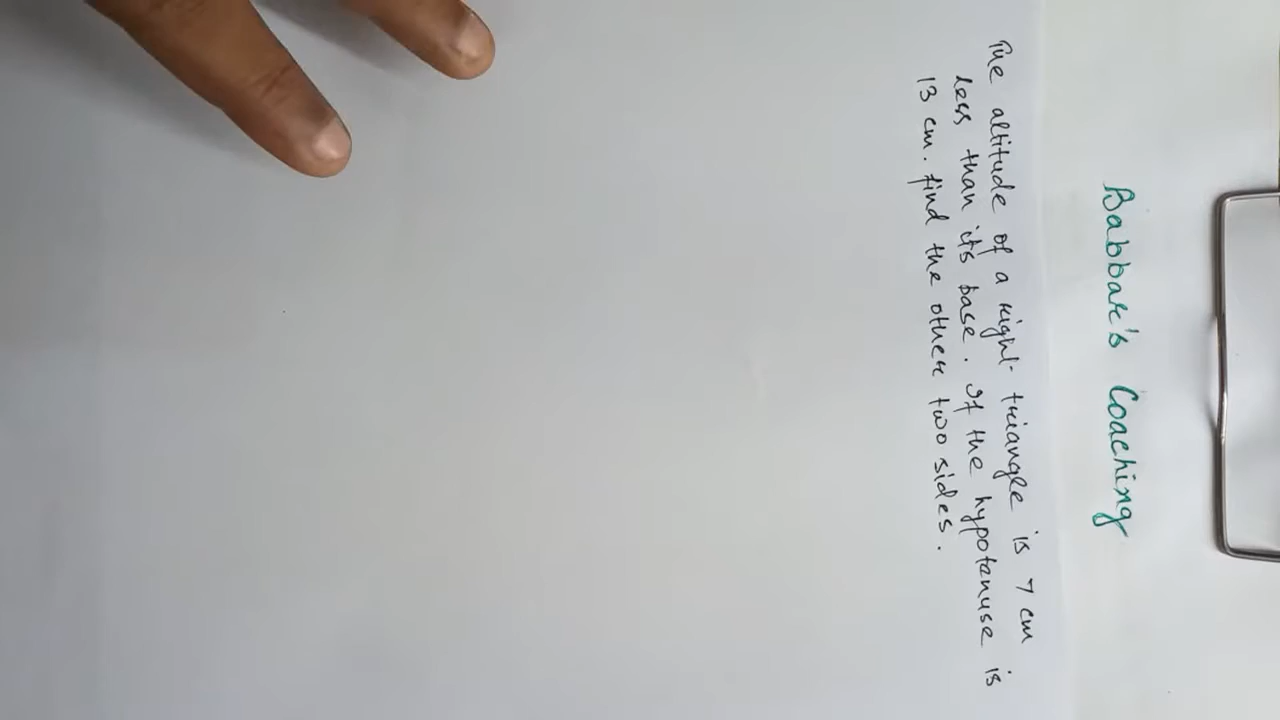 Babbar's Coaching
The altitude of a right triangle is 7 cm
less than its base. If the hypotenuse is
13 cm. find the other two sides.